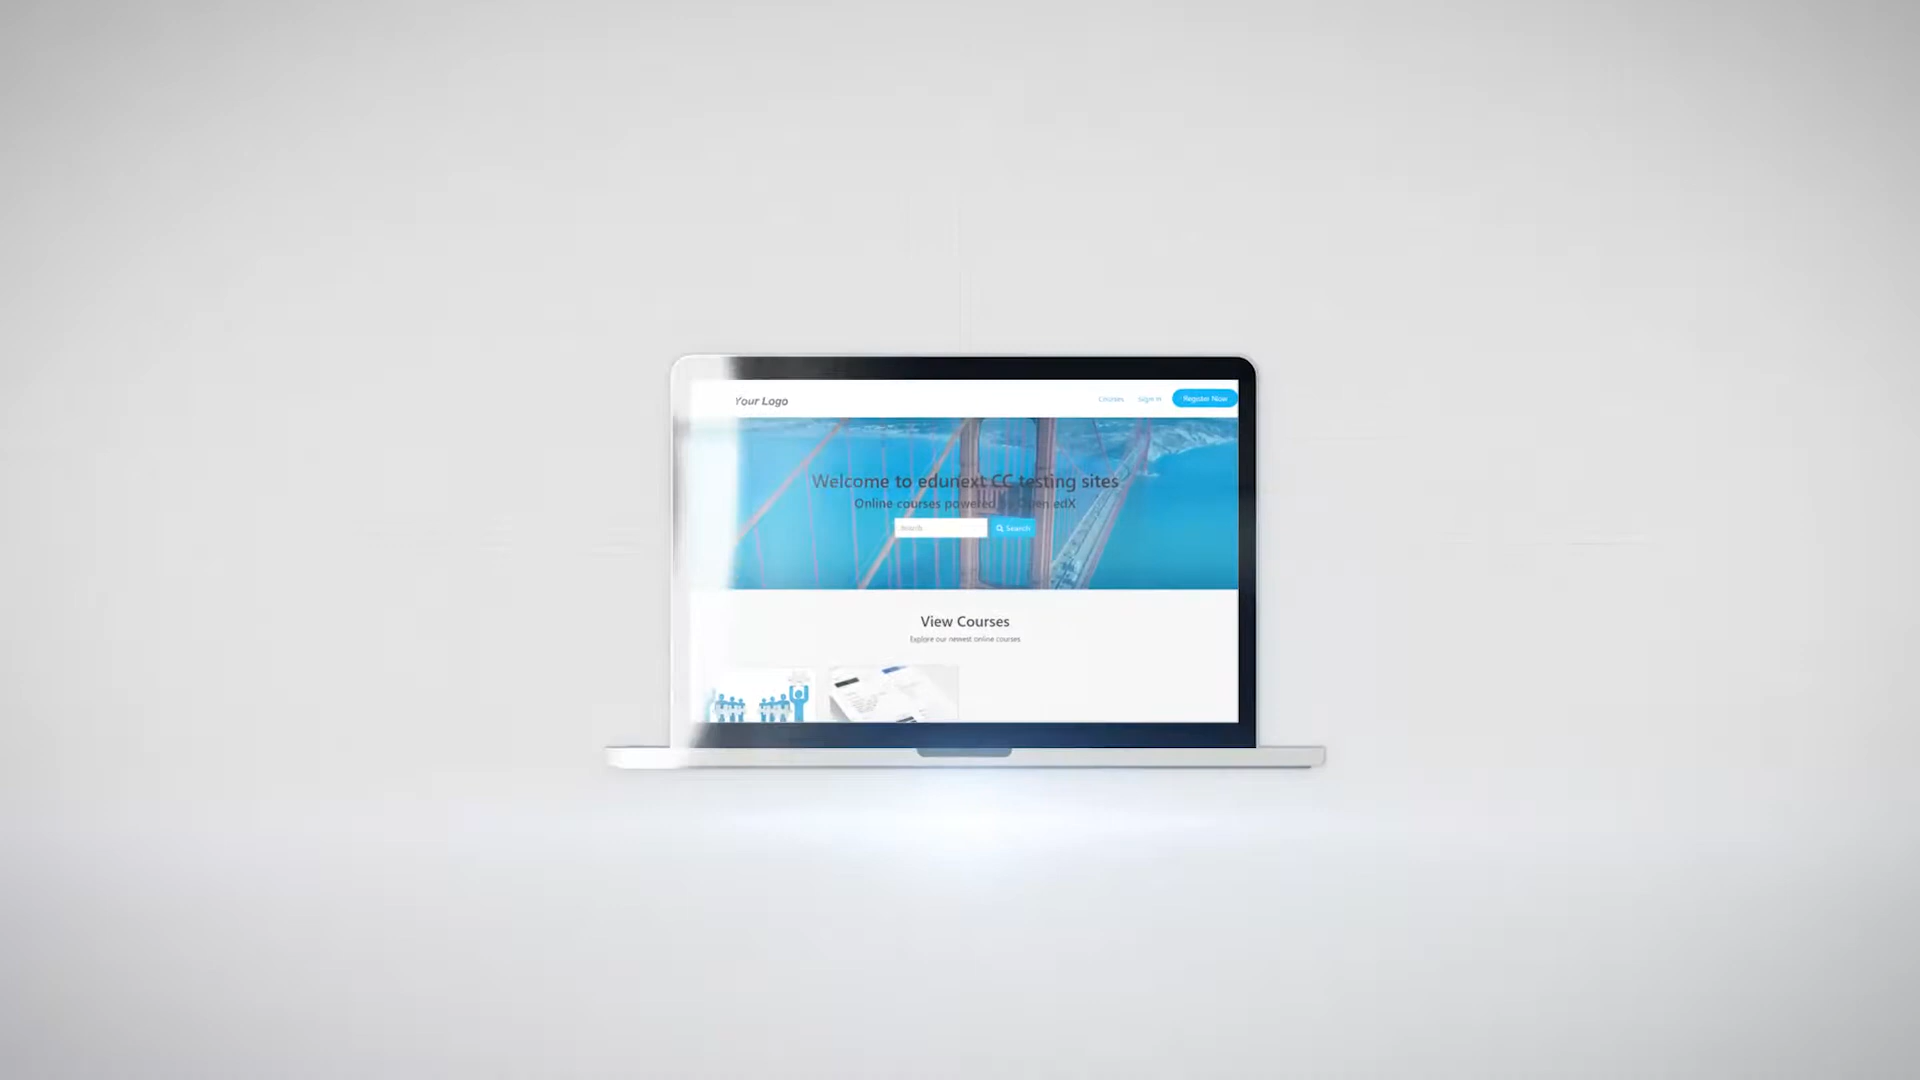 Your Logo
Courses Sign in Register Now
Welcome to edunext CC testing sites
Online courses powered Open edX
Search Search
View Courses
Explore our newest online courses